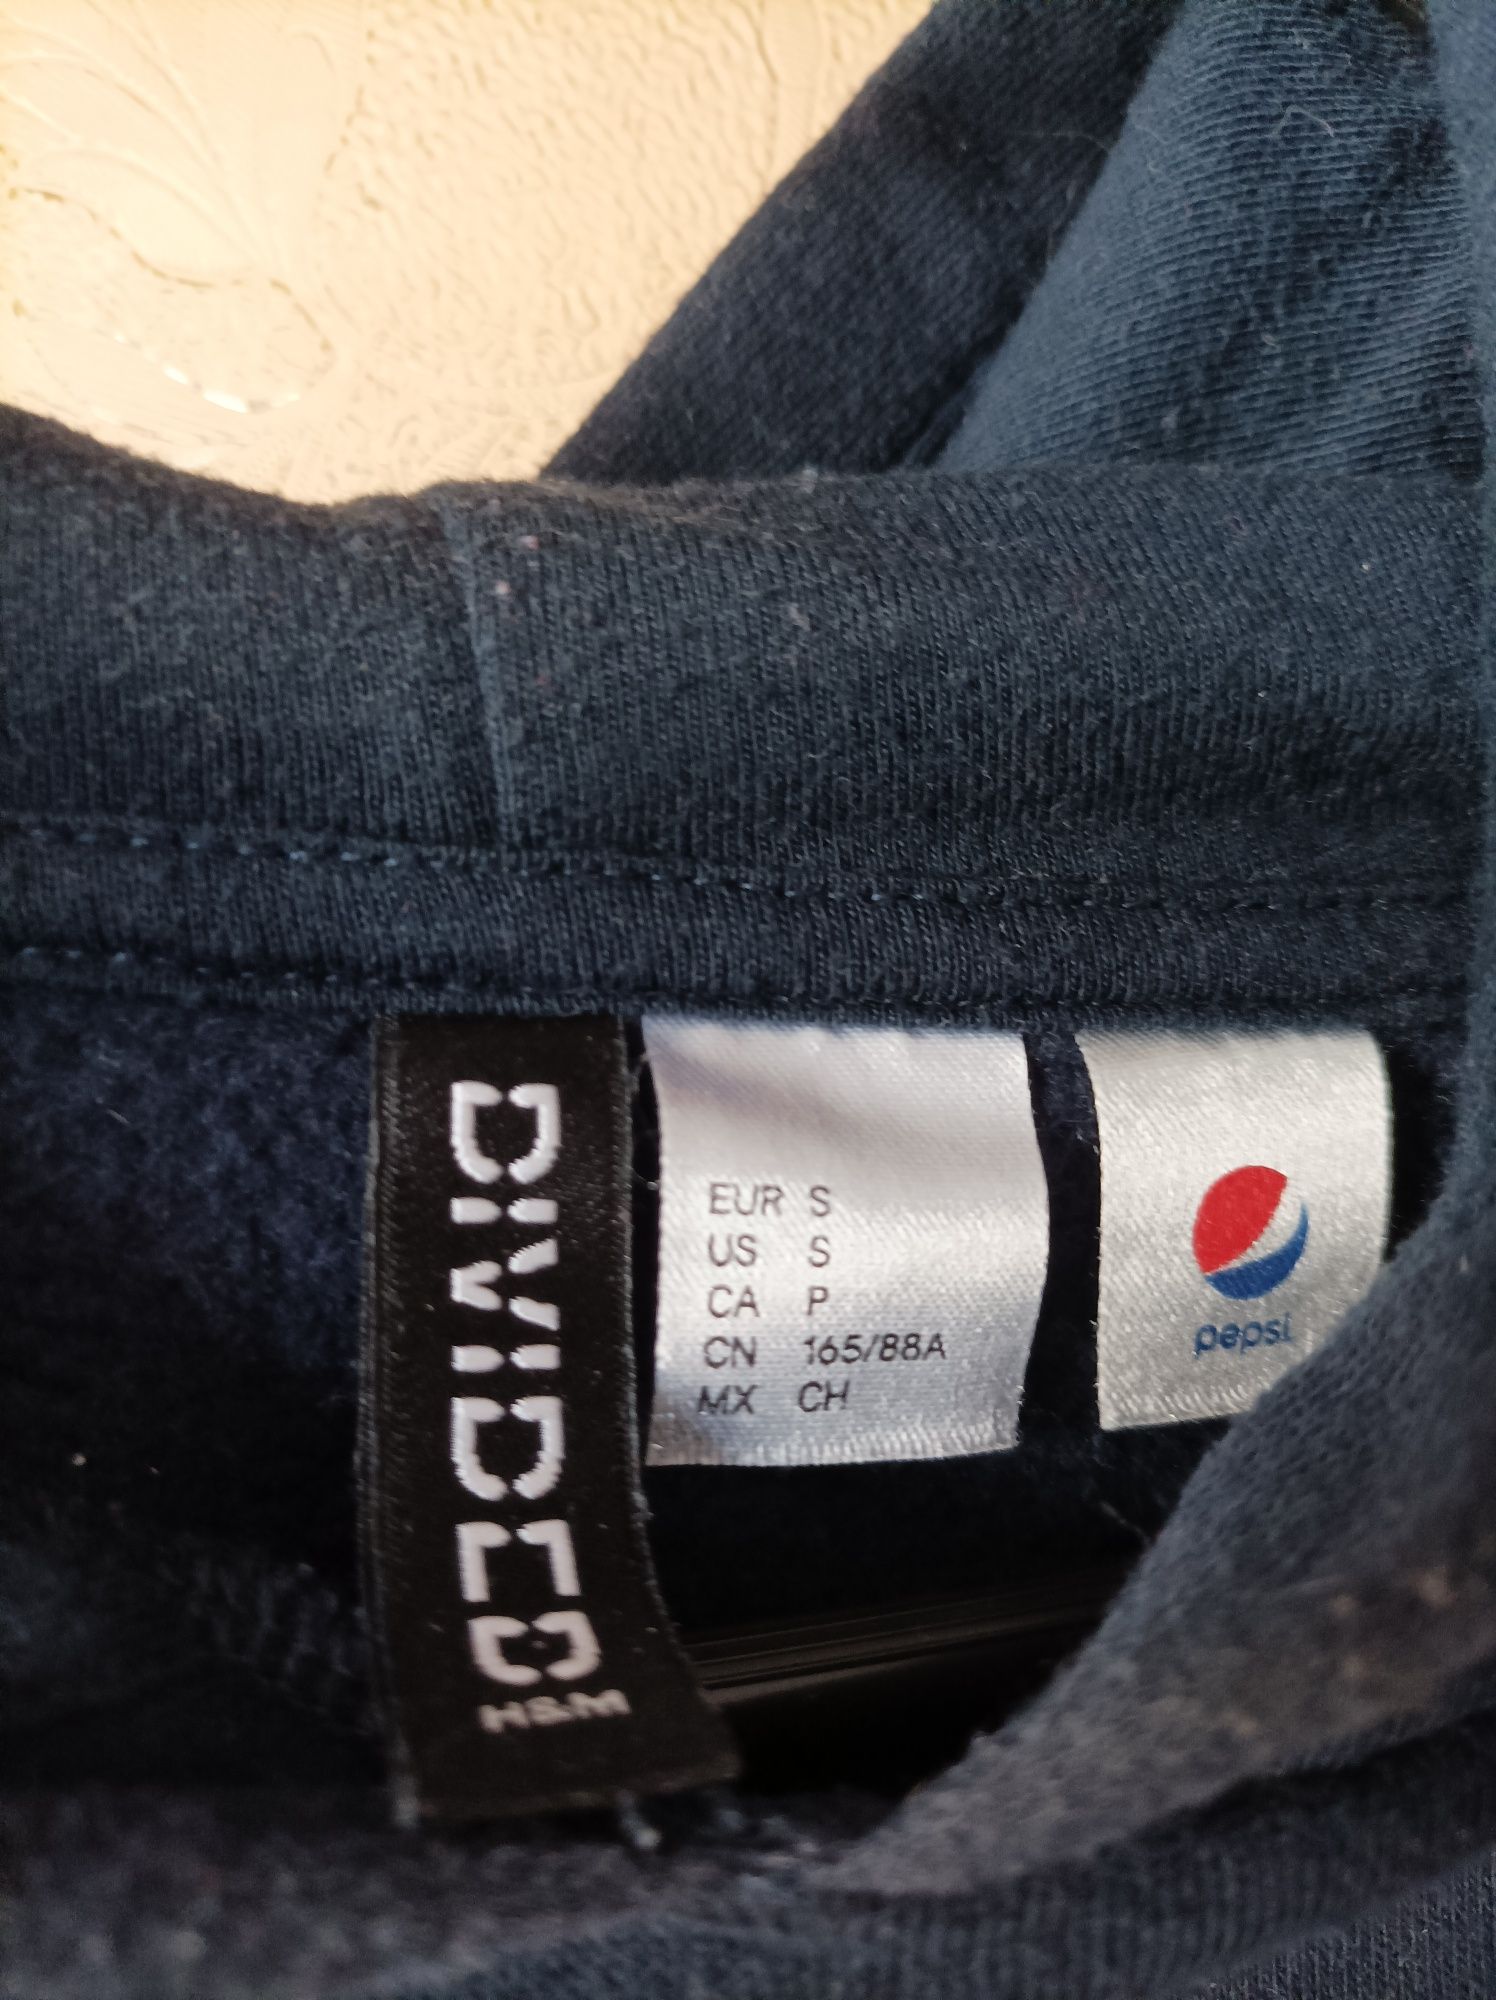 DIVIDED
H&M
EUR S
US S
CA P
CN 165/88A
MX CH
pepsi